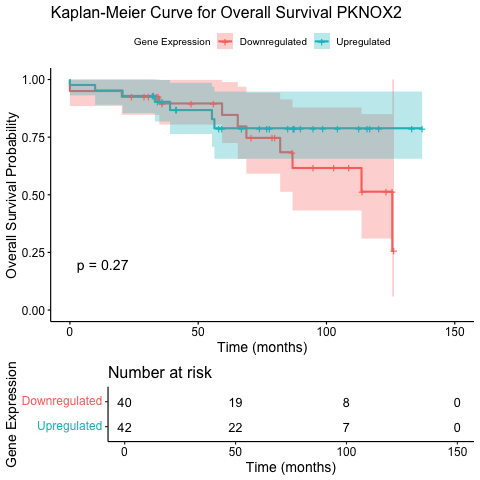 Kaplan-Meier Curve for Overall Survival PKNOX2
Gene Expression Downregulated Upregulated
Overall Survival Probability
1.00
0.75
0.50
0.25
0.00
p = 0.27
0 50 100 150
Time (months)
Number at risk
Gene Expression
Downregulated 40 19 8 0
Upregulated 42 22 7 0
0 50 100 150
Time (months)